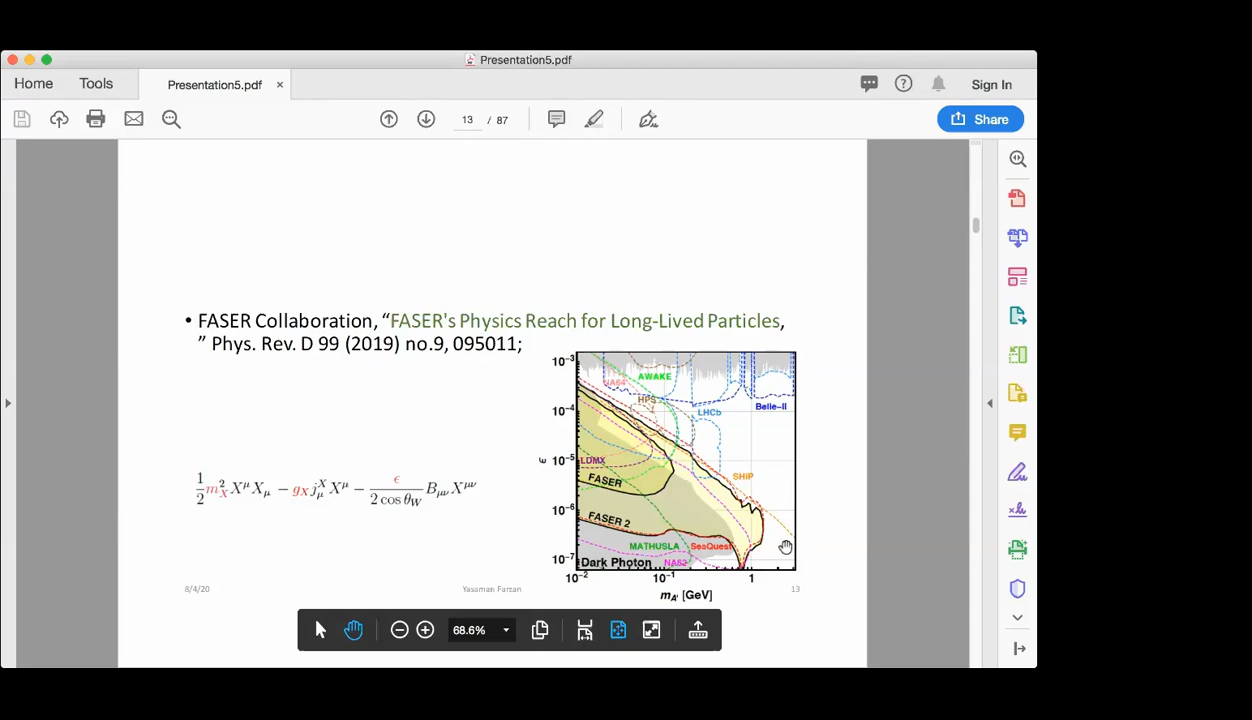 Presentation5.pdf
Home Tools Presentation5.pdf × Sign In
13 / 87 Share
• FASER Collaboration, “FASER's Physics Reach for Long-Lived Particles,
” Phys. Rev. D 99 (2019) no.9, 095011;
10⁻³
AWAKE
NA64
HPS
10⁻⁴
LHCb
Belle-II
ϵ
10⁻⁵
LDMX
SHiP
FASER
10⁻⁶
FASER 2
MATHUSLA SeaQuest
10⁻⁷
Dark Photon NA62
10⁻² 10⁻¹ 1
m_A' [GeV]
1/2 m_X² X^μ X_μ − g_X j_μ^X X^μ − ϵ/(2 cos θ_W) B_μν X^μν
8/4/20 Yasaman Farzan 13
68.6%